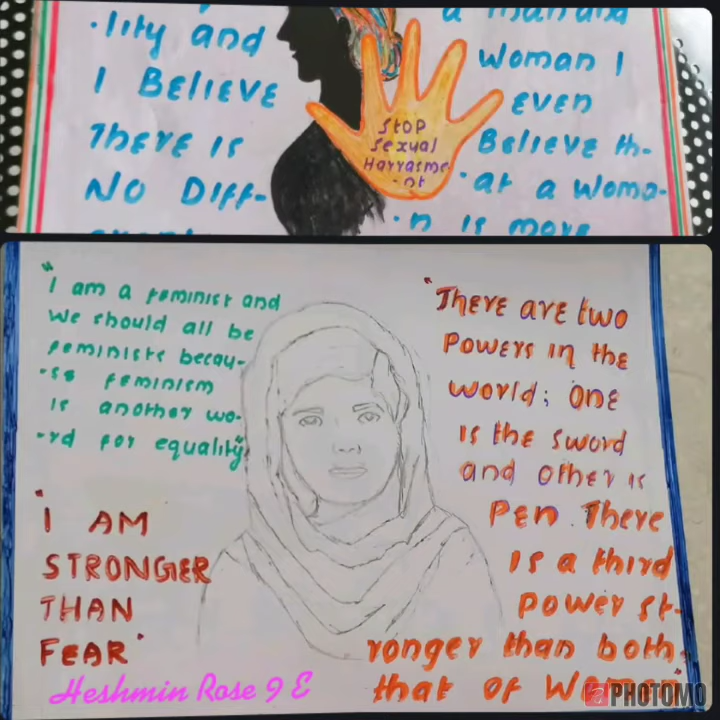 .lity and
I BELIEVE
THERE IS
NO DIFF-
a man and
Woman I
EVEN
BELIEVE th-
at a Woma-
n is more
Stop
Sexual
Harrasme
nt
"I am a feminist and
We should all be
feminists becau-
-se feminism
is another wo-
-rd for equality"
"I AM
STRONGER
THAN
FEAR"
Heshmin Rose 9 E
"There are two
Powers in the
world; one
is the sword
and other is
Pen. There
is a third
power st-
ronger than both,
that of Women"
PHOTOMO